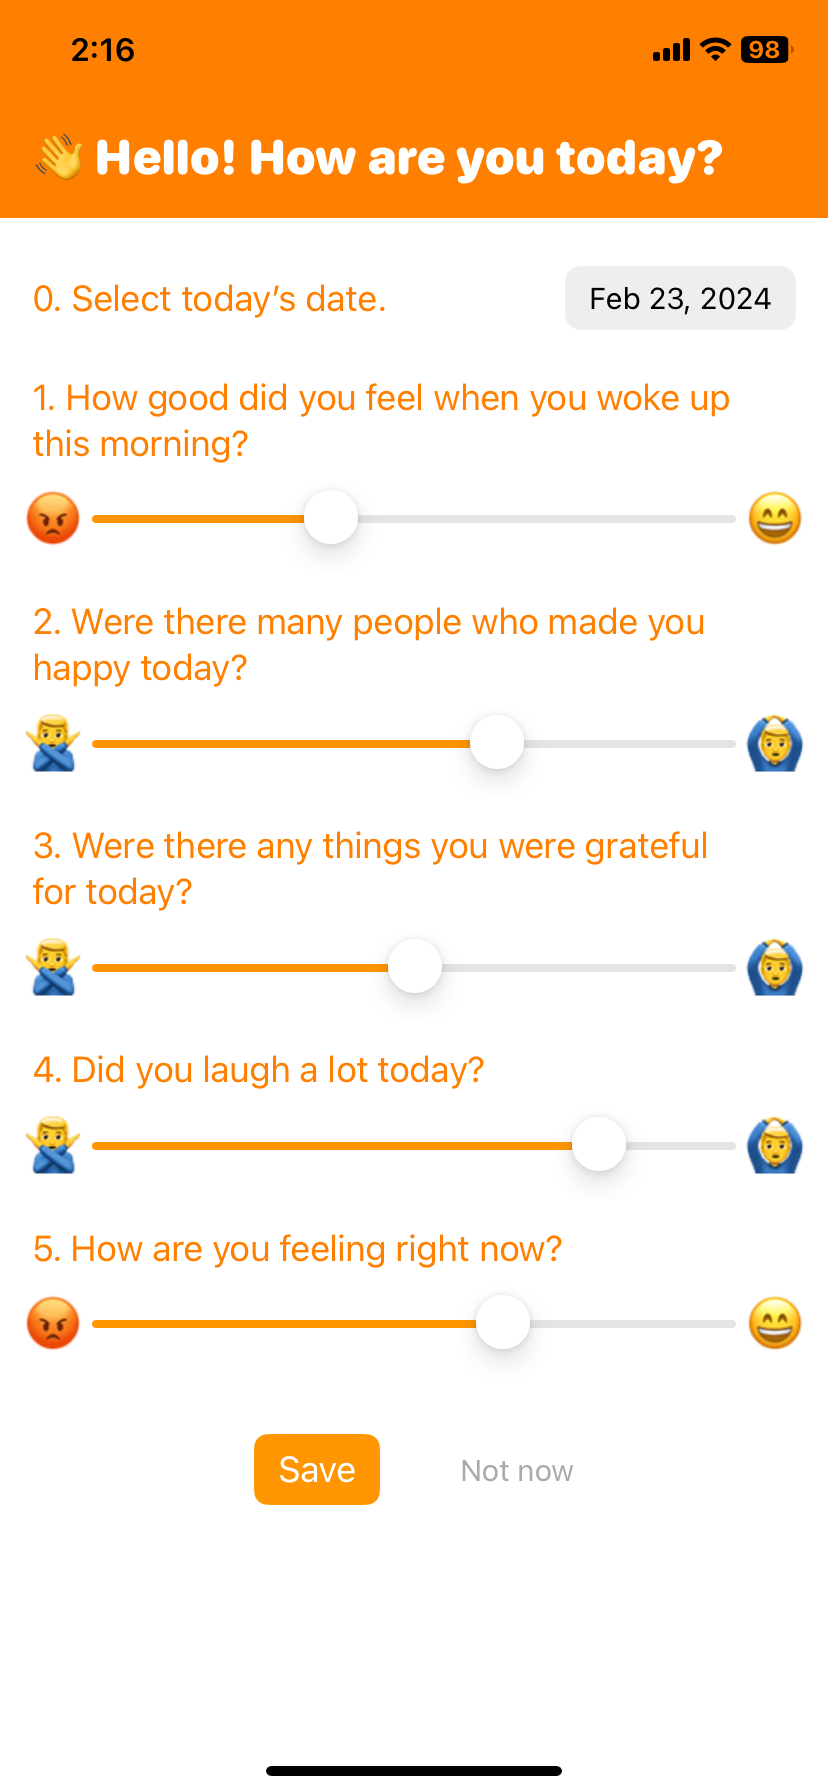 2:16
98
👋 Hello! How are you today?
0. Select today's date.
Feb 23, 2024
1. How good did you feel when you woke up
this morning?
2. Were there many people who made you
happy today?
3. Were there any things you were grateful
for today?
4. Did you laugh a lot today?
5. How are you feeling right now?
Save
Not now